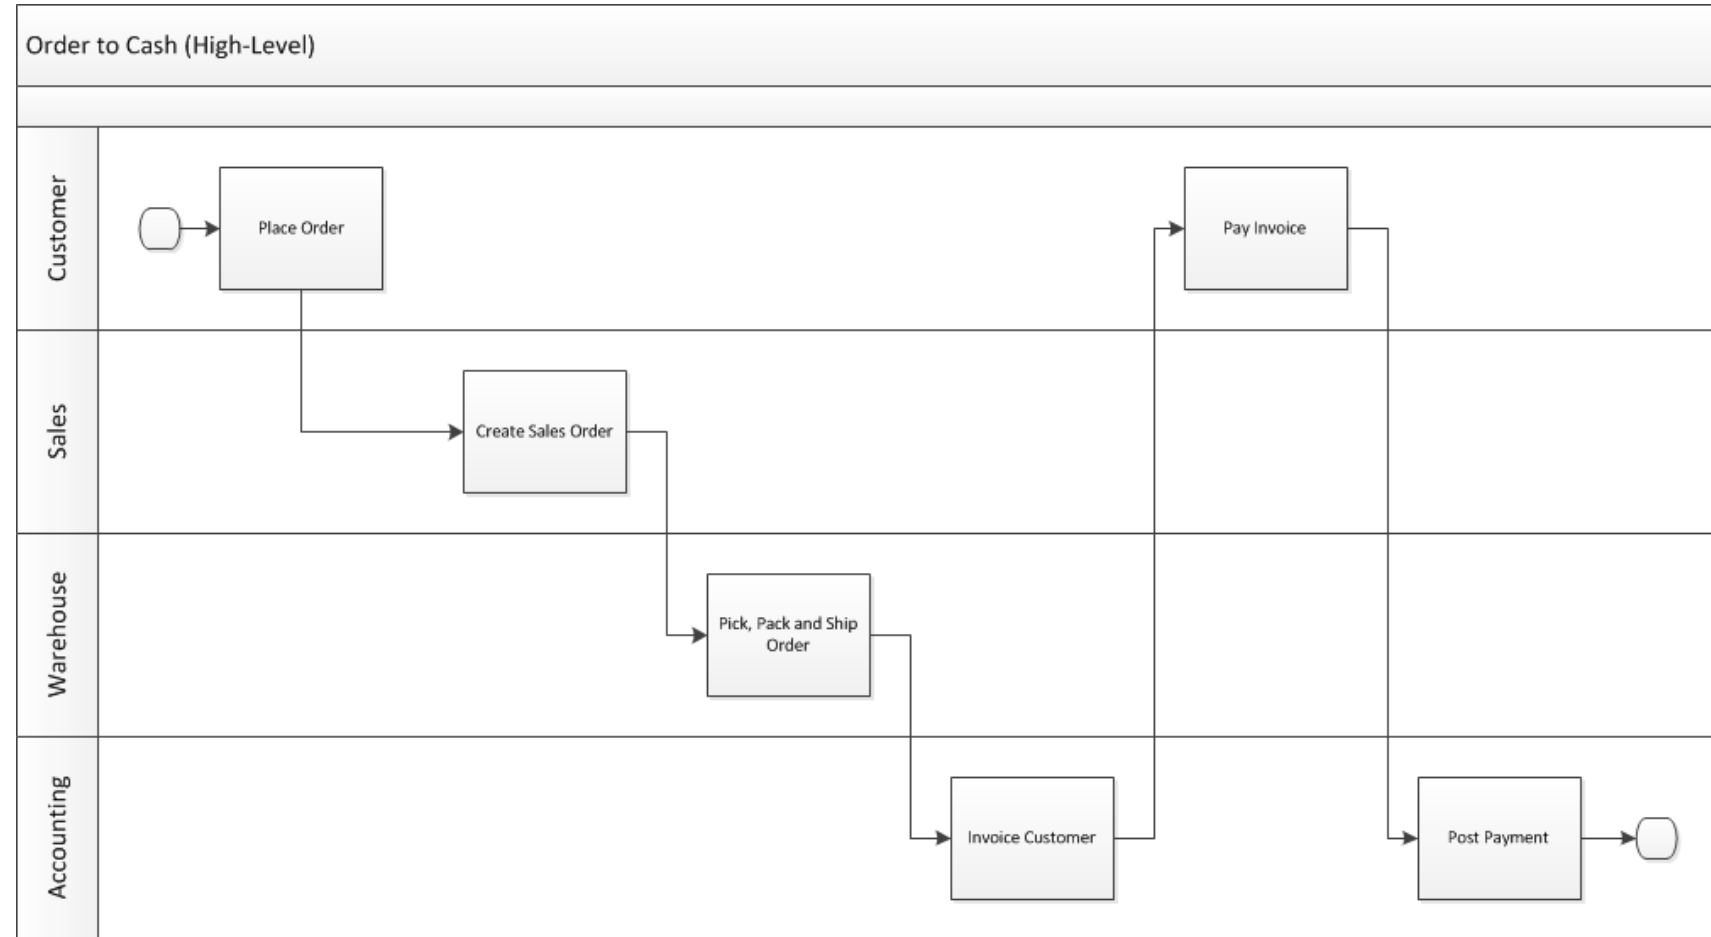 Order to Cash (High-Level)
Customer
Place Order
Pay Invoice
Sales
Create Sales Order
Warehouse
Pick, Pack and Ship
Order
Accounting
Invoice Customer
Post Payment